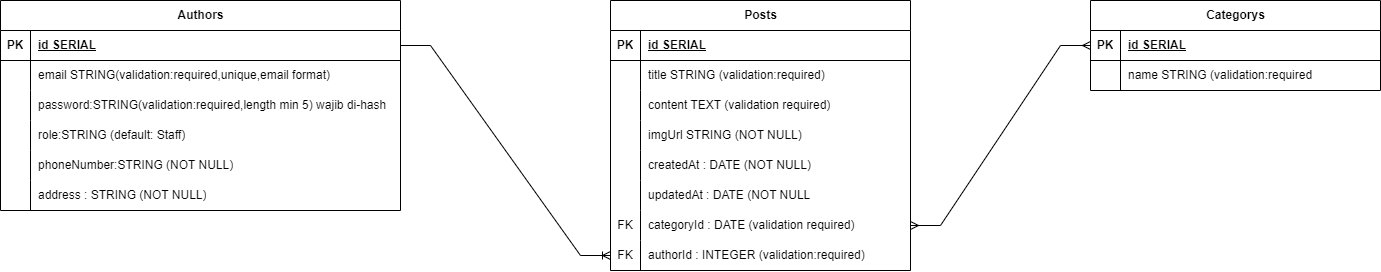 Authors
PK id SERIAL
email STRING(validation:required,unique,email format)
password:STRING(validation:required,length min 5) wajib di-hash
role:STRING (default: Staff)
phoneNumber:STRING (NOT NULL)
address : STRING (NOT NULL)
Posts
PK id SERIAL
title STRING (validation:required)
content TEXT (validation required)
imgUrl STRING (NOT NULL)
createdAt : DATE (NOT NULL)
updatedAt : DATE (NOT NULL
FK categoryId : DATE (validation required)
FK authorId : INTEGER (validation:required)
Categorys
PK id SERIAL
name STRING (validation:required